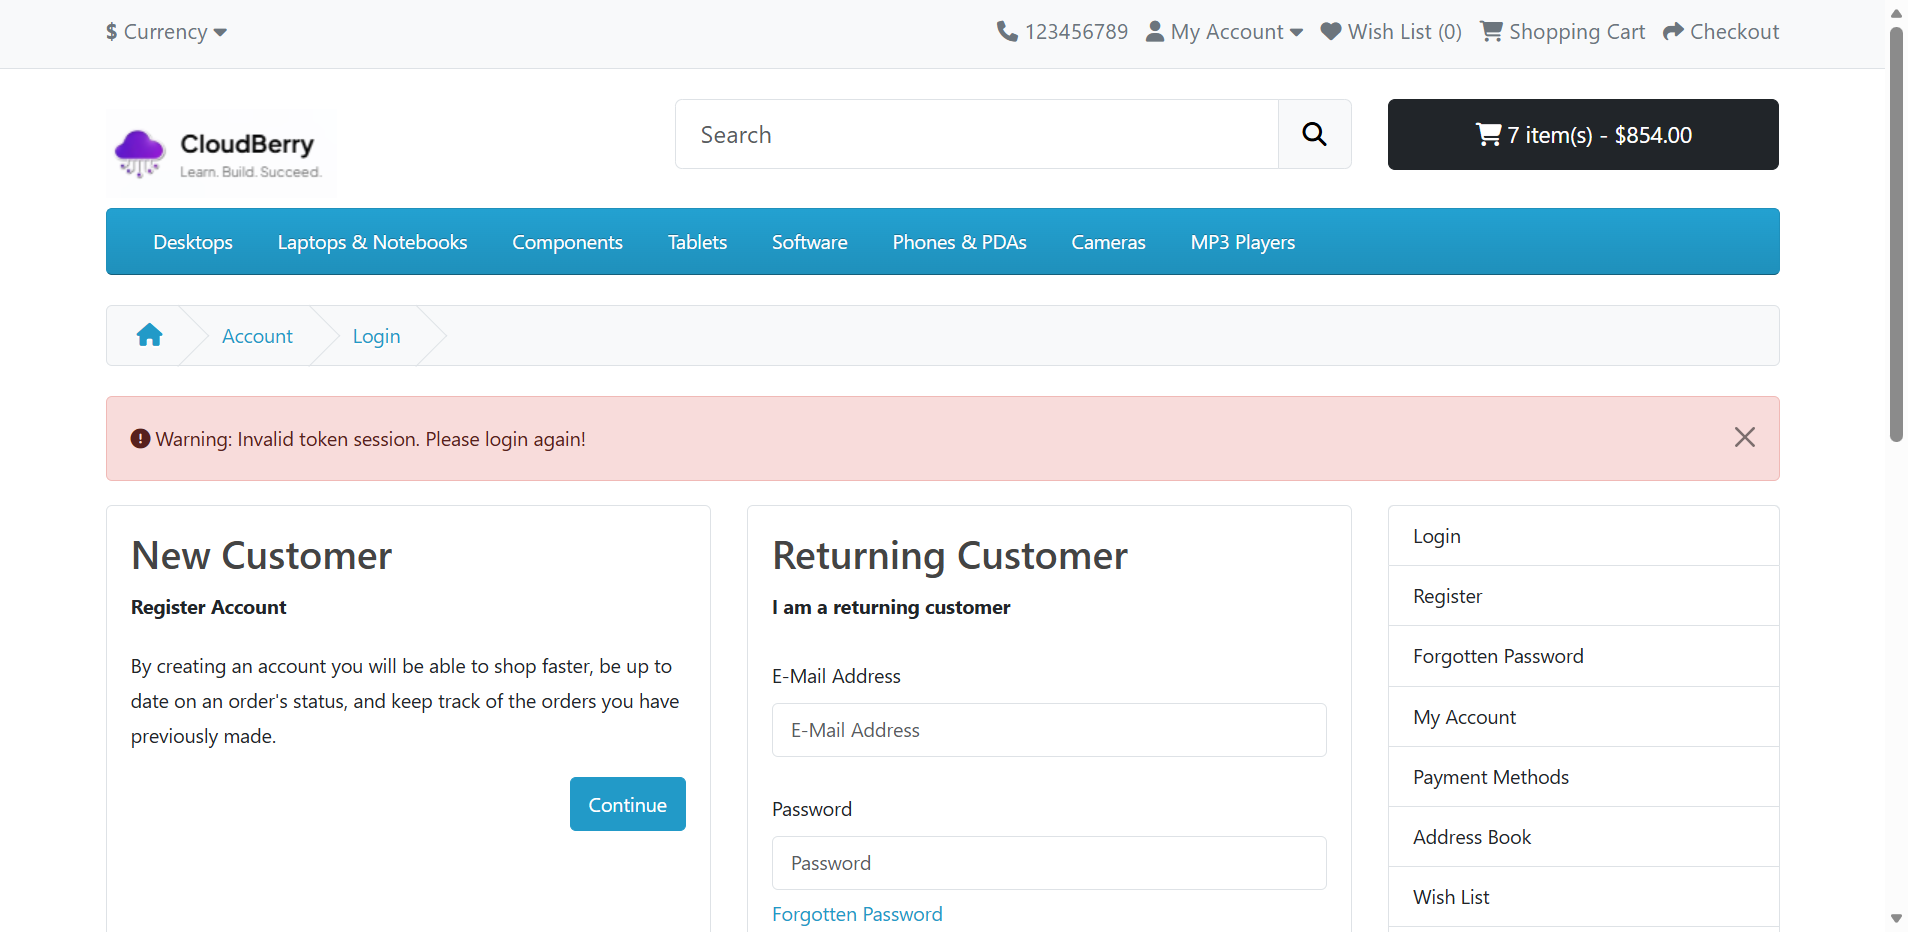 $ Currency
123456789 My Account Wish List (0) Shopping Cart Checkout
CloudBerry
Learn. Build. Succeed.
Search
7 item(s) - $854.00
Desktops Laptops & Notebooks Components Tablets Software Phones & PDAs Cameras MP3 Players
Account Login
Warning: Invalid token session. Please login again!
New Customer
Register Account
By creating an account you will be able to shop faster, be up to
date on an order's status, and keep track of the orders you have
previously made.
Continue
Returning Customer
I am a returning customer
E-Mail Address
E-Mail Address
Password
Password
Forgotten Password
Login
Register
Forgotten Password
My Account
Payment Methods
Address Book
Wish List